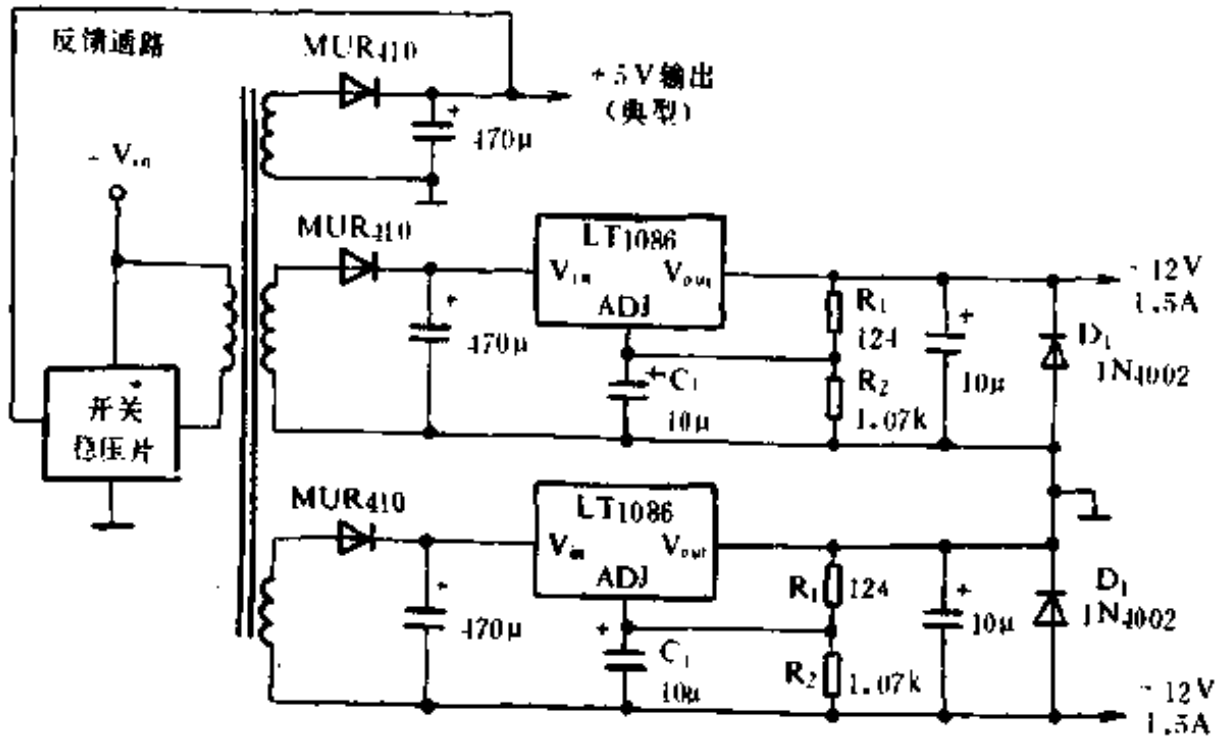 反馈通路
MUR410
+5V输出
(典型)
470μ
Vin
MUR410
LT1086
Vin
Vout
ADJ
12V
1.5A
R1
124
D1
1N4002
470μ
C1
10μ
R2
1.07k
10μ
开关
稳压片
MUR410
LT1086
Vin
Vout
ADJ
R1
124
D1
1N4002
470μ
C1
10μ
R2
1.07k
10μ
-12V
1.5A